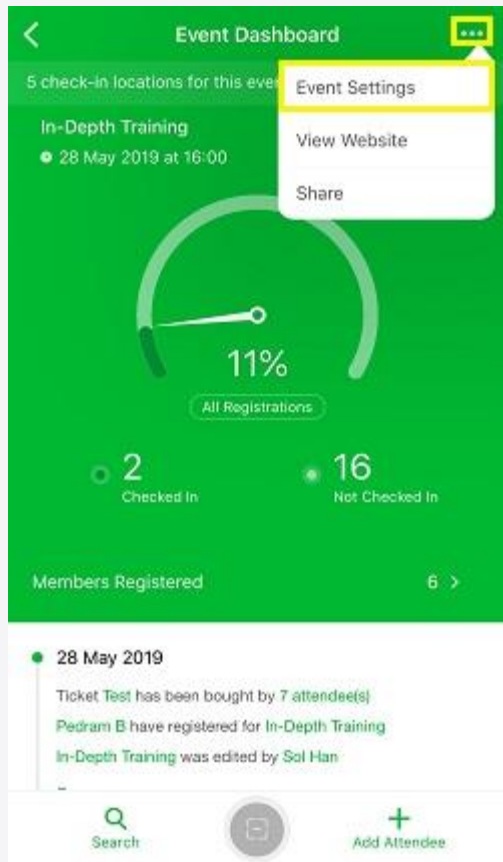 Event Dashboard
5 check-in locations for this eve
Event Settings
View Website
Share
In-Depth Training
28 May 2019 at 16:00
11%
All Registrations
2
Checked In
16
Not Checked In
Members Registered
6 >
28 May 2019
Ticket Test has been bought by 7 attendee(s)
Pedram B have registered for In-Depth Training
In-Depth Training was edited by Sol Han
Search
Add Attendee